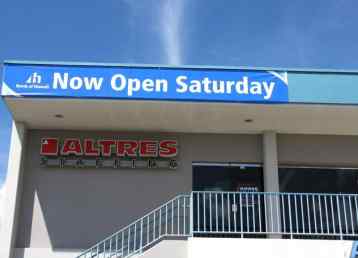 Bank of Hawaii
Now Open Saturday
ALTRES
STAFFING